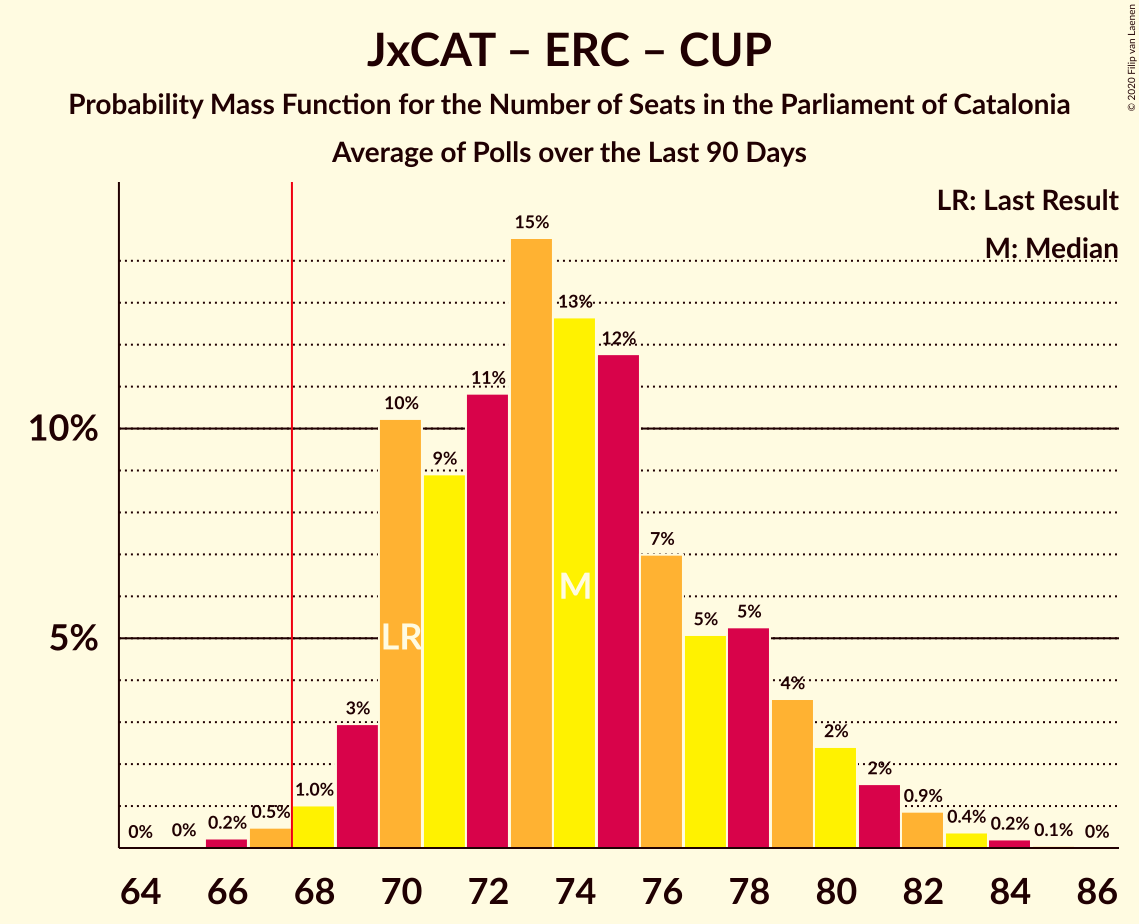 © 2020 Filip van Laenen
JxCAT – ERC – CUP
Probability Mass Function for the Number of Seats in the Parliament of Catalonia
Average of Polls over the Last 90 Days
LR: Last Result
M: Median
10%
5%
0%
0%
0.2%
0.5%
1.0%
3%
10%
9%
11%
15%
13%
12%
7%
5%
5%
4%
2%
2%
0.9%
0.4%
0.2%
0.1%
0%
LR
M
64 66 68 70 72 74 76 78 80 82 84 86